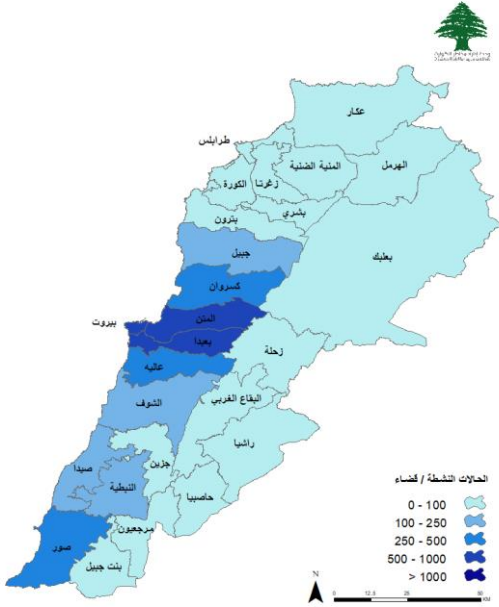 عكار
طرابلس
المنية الضنية
الهرمل
زغرتا
الكورة
بشري
بترون
بعلبك
جبيل
كسروان
المتن
بيروت
بعبدا
زحلة
عاليه
البقاع الغربي
الشوف
راشيا
جزين
صيدا
النبطية
حاصبيا
مرجعيون
صور
بنت جبيل
الحالات النشطة / قضاء
0 - 100
100 - 250
250 - 500
500 - 1000
> 1000
N
0
KM